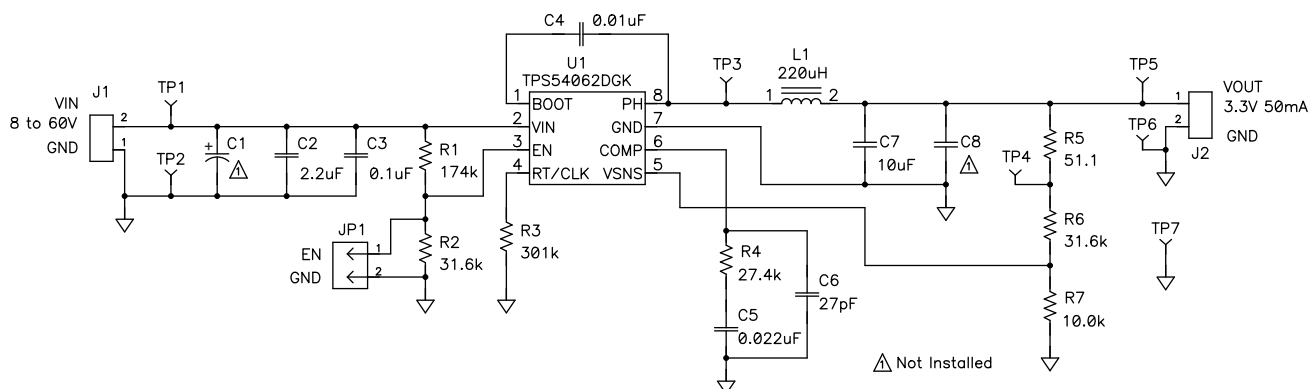 C4 0.01uF
U1
TPS54062DGK
L1
220uH
1 2
TP3
TP5
TP1
J1
VIN
8 to 60V
GND
2
1
TP2
C1
1
C2
2.2uF
C3
0.1uF
R1
174k
1 BOOT PH 8
2 VIN GND 7
3 EN COMP 6
4 RT/CLK VSNS 5
C7
10uF
C8
1
TP4
R5
51.1
TP6
1
2
VOUT
3.3V 50mA
GND
J2
JP1
EN 1
GND 2
R2
31.6k
R3
301k
R4
27.4k
C6
27pF
C5
0.022uF
R6
31.6k
TP7
R7
10.0k
1 Not Installed